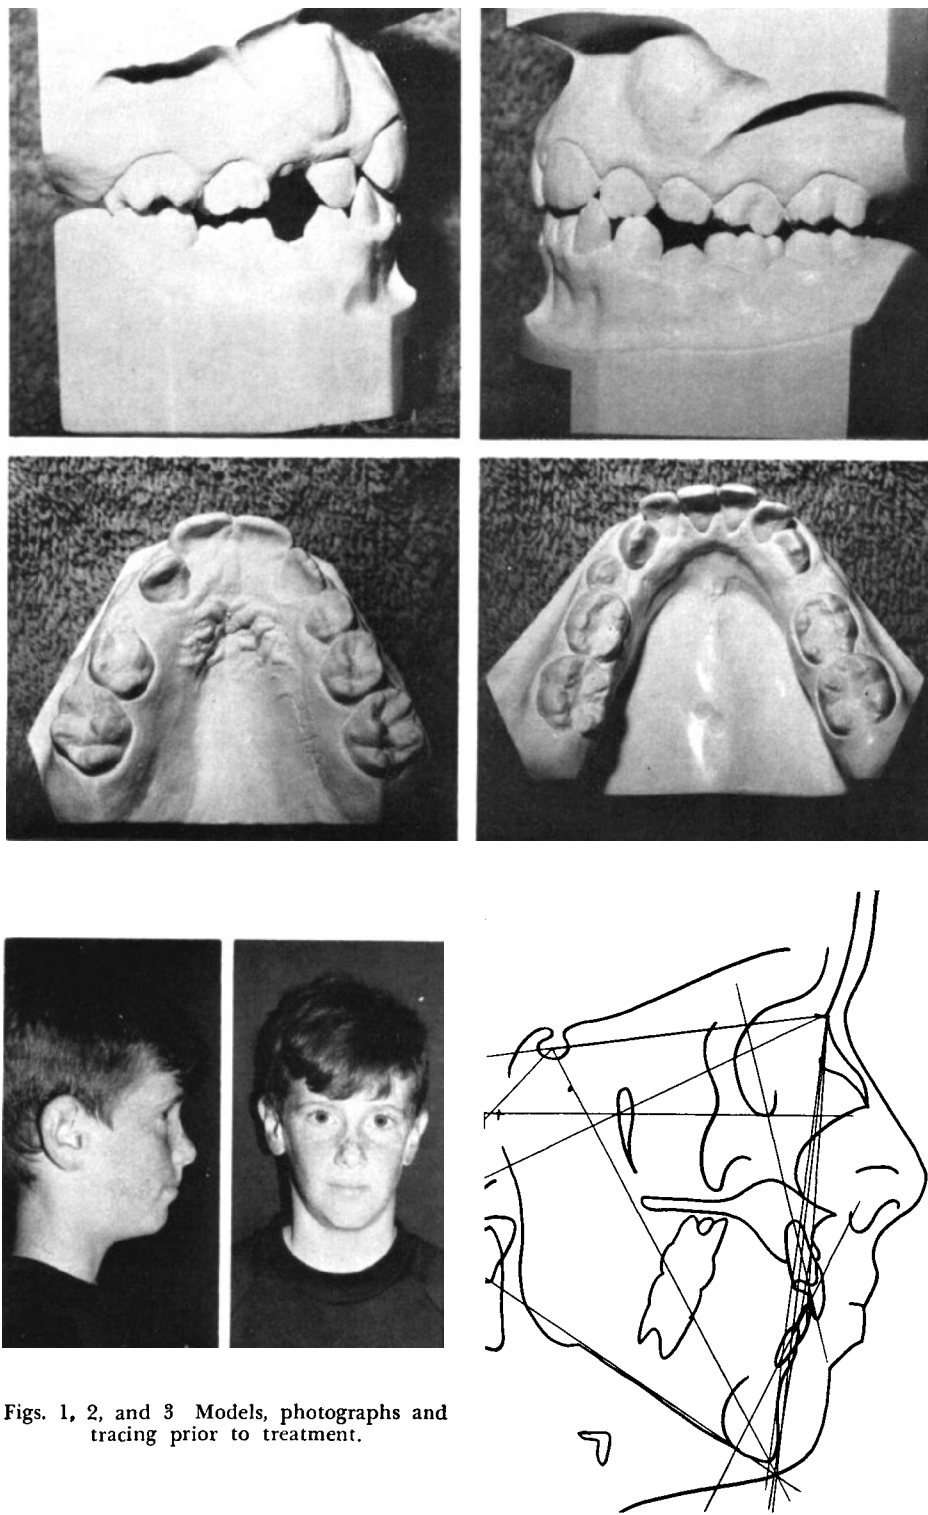 Figs. 1, 2, and 3 Models, photographs and
tracing prior to treatment.